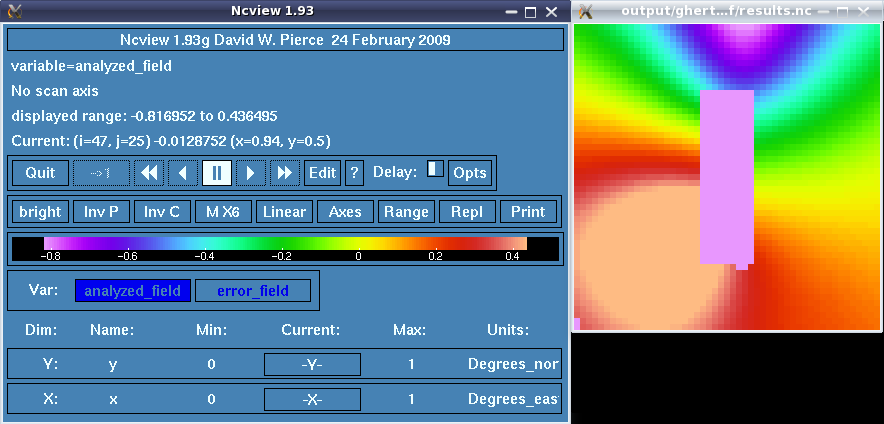 Ncview 1.93
output/ghert...f/results.nc
Ncview 1.93g David W. Pierce 24 February 2009
variable=analyzed_field
No scan axis
displayed range: -0.816952 to 0.436495
Current: (i=47, j=25) -0.0128752 (x=0.94, y=0.5)
Quit -->1 Edit ? Delay: Opts
bright Inv P Inv C M X6 Linear Axes Range Repl Print
-0.8 -0.6 -0.4 -0.2 0 0.2 0.4
Var: analyzed_field error_field
Dim: Name: Min: Current: Max: Units:
Y: y 0 -Y- 1 Degrees_nor
X: x 0 -X- 1 Degrees_eas